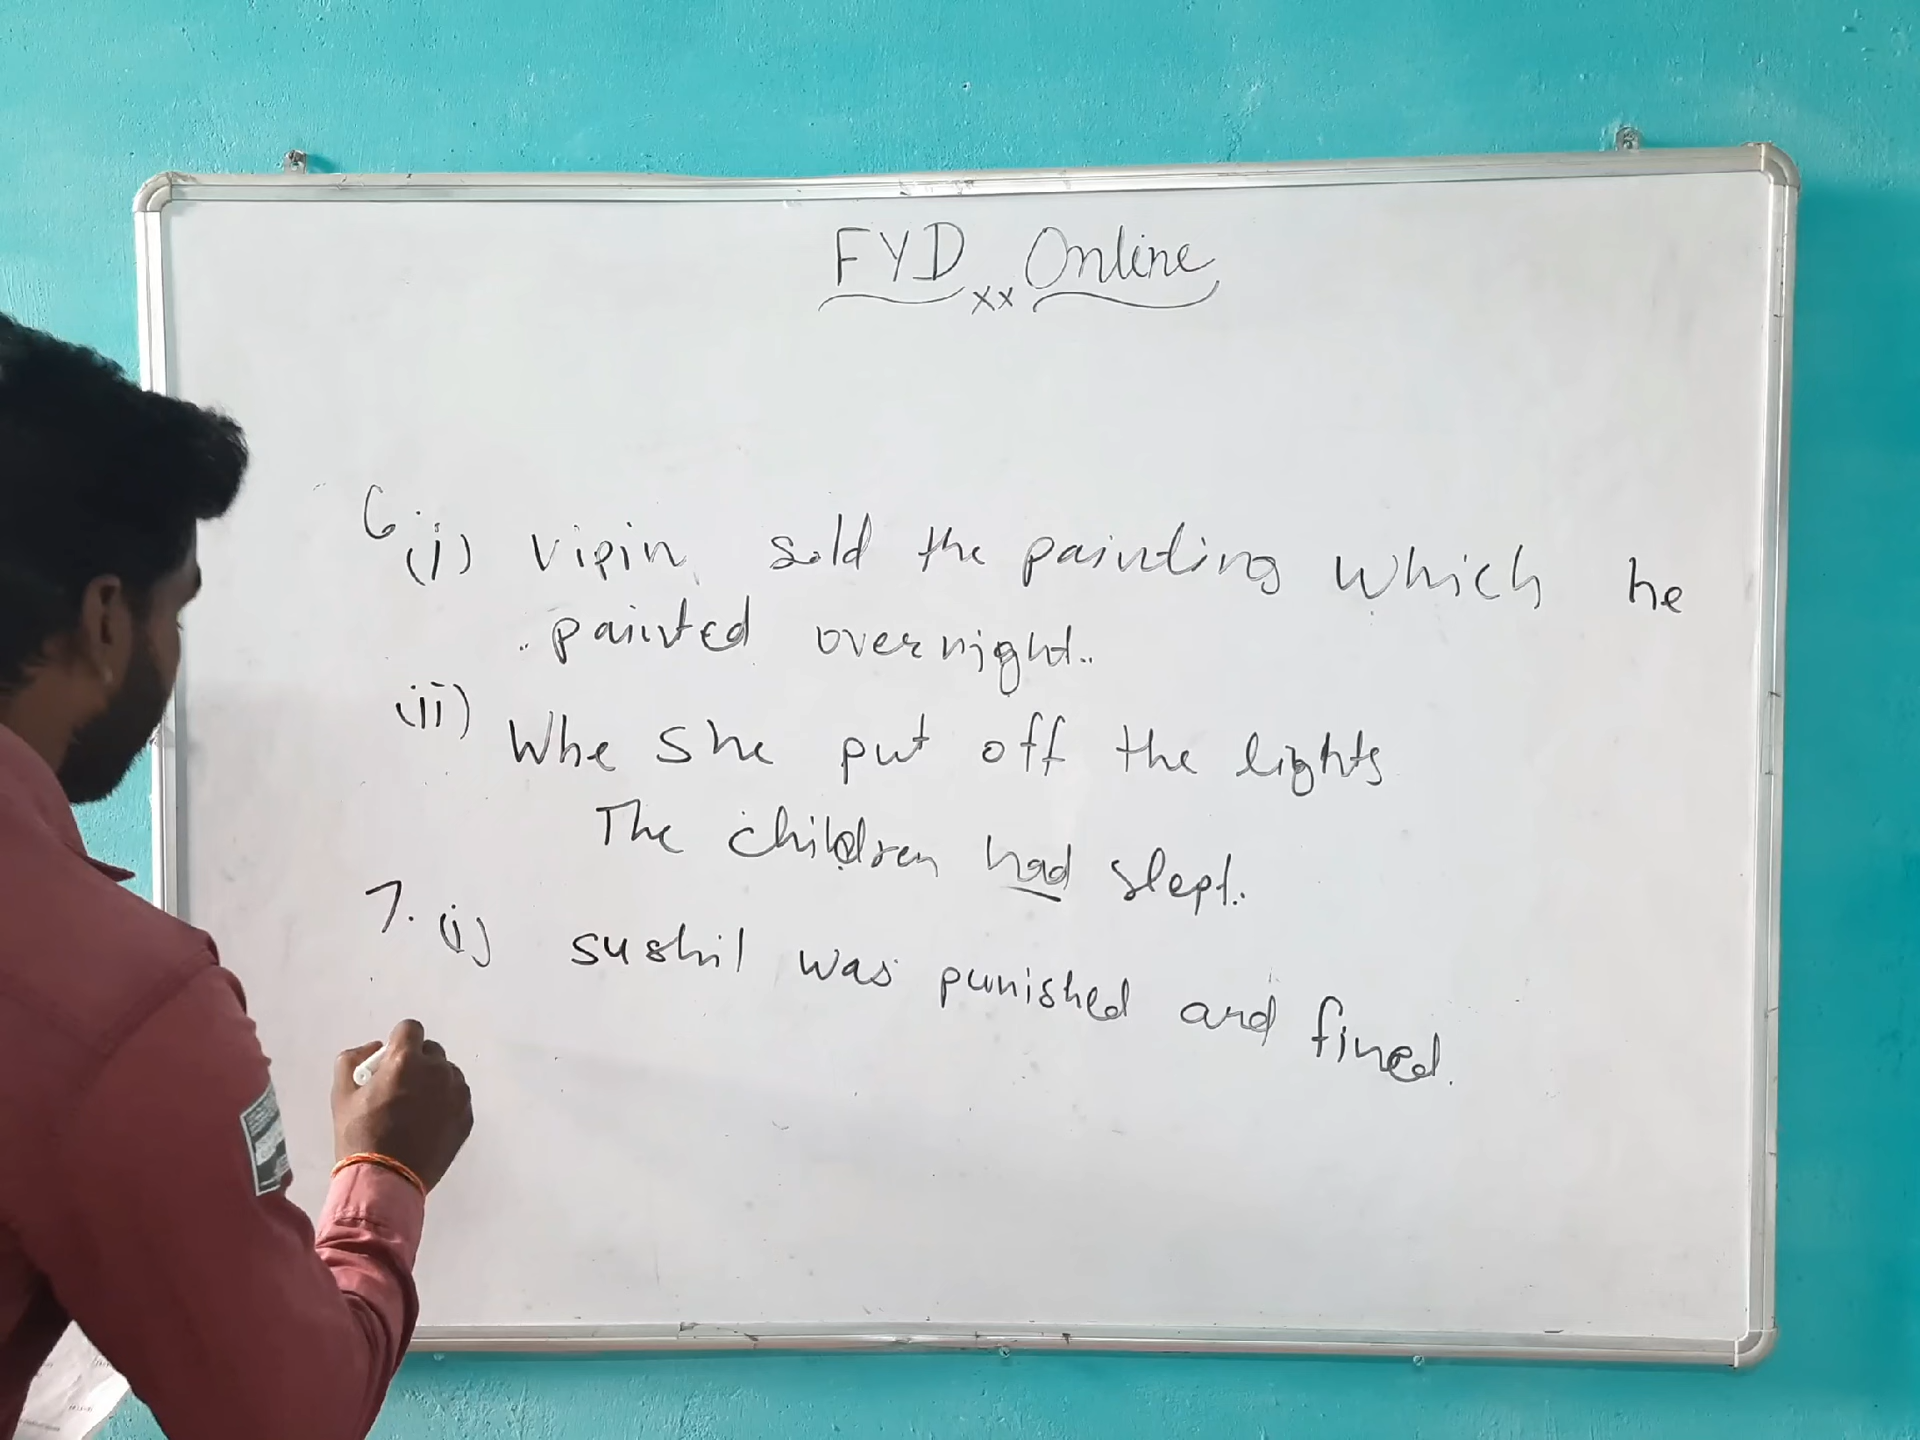 FYD Online
xx
6 (i) Vipin sold the painting which he
painted overnight..
(ii) Whe she put off the lights
The children had slept.
7. (i) sushil was punished and fined.